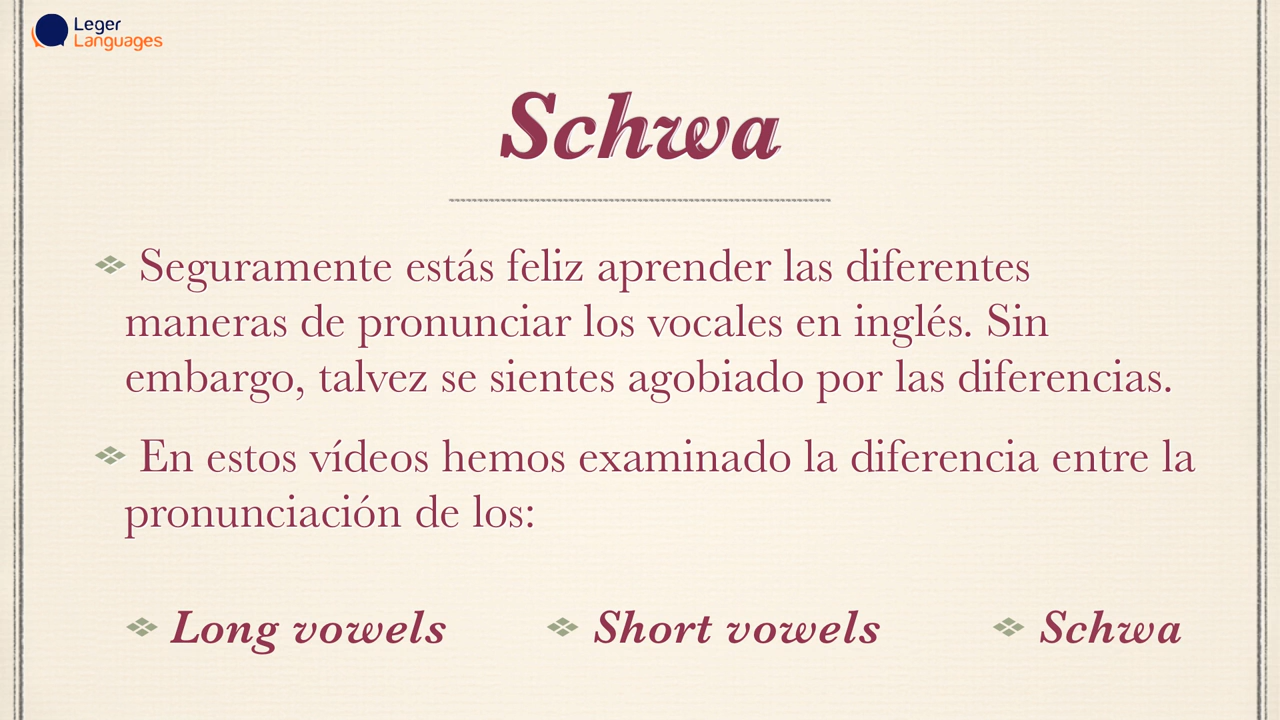 Leger
Languages
Schwa
Seguramente estás feliz aprender las diferentes
maneras de pronunciar los vocales en inglés. Sin
embargo, talvez se sientes agobiado por las diferencias.
En estos vídeos hemos examinado la diferencia entre la
pronunciación de los:
Long vowels Short vowels Schwa